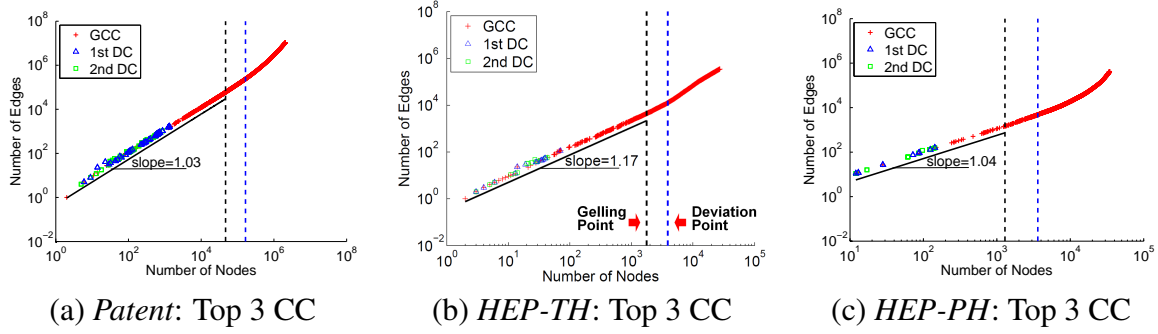 GCC
1st DC
2nd DC
slope=1.03
Number of Edges
10^8
10^6
10^4
10^2
10^0
10^-2
10^0
10^2
10^4
10^6
10^8
Number of Nodes
(a) Patent: Top 3 CC
GCC
1st DC
2nd DC
slope=1.17
Gelling
Point
Deviation
Point
Number of Edges
10^8
10^6
10^4
10^2
10^0
10^-2
10^0
10^1
10^2
10^3
10^4
10^5
Number of Nodes
(b) HEP-TH: Top 3 CC
GCC
1st DC
2nd DC
slope=1.04
Number of Edges
10^8
10^6
10^4
10^2
10^0
10^-2
10^1
10^2
10^3
10^4
10^5
Number of Nodes
(c) HEP-PH: Top 3 CC